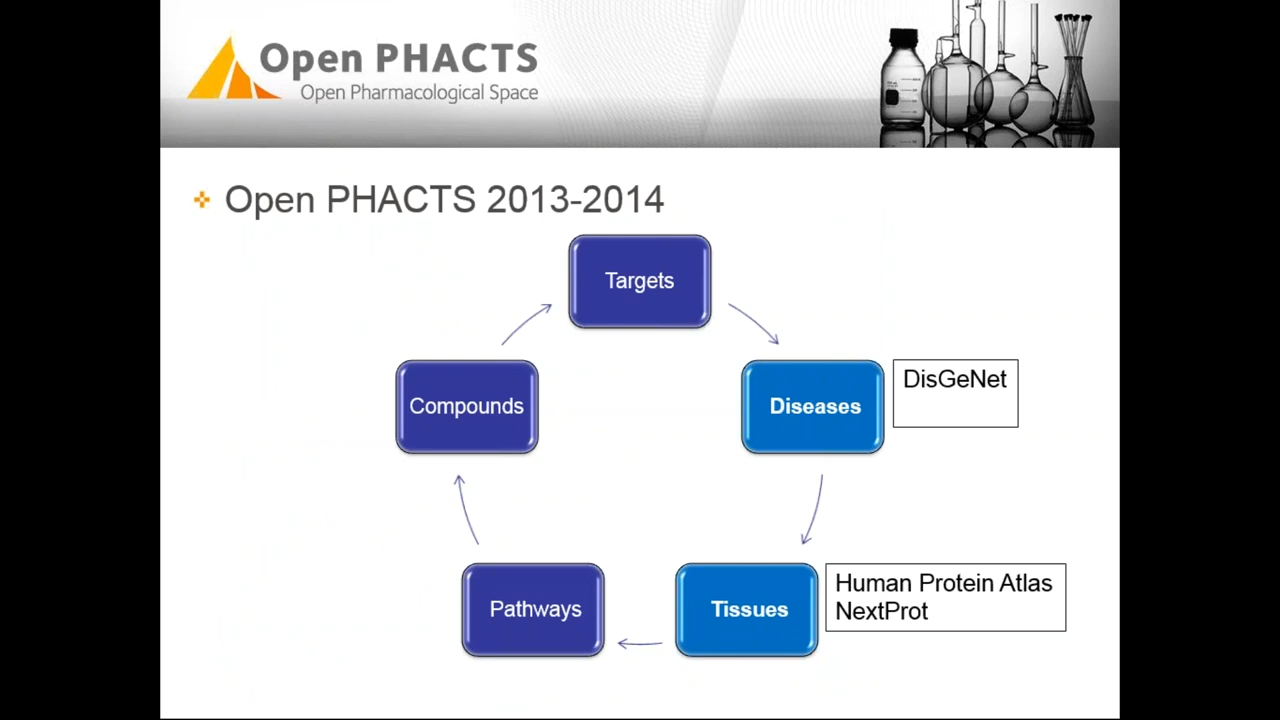 Open PHACTS
Open Pharmacological Space
Open PHACTS 2013-2014
Targets
Compounds
Diseases
DisGeNet
Pathways
Tissues
Human Protein Atlas
NextProt